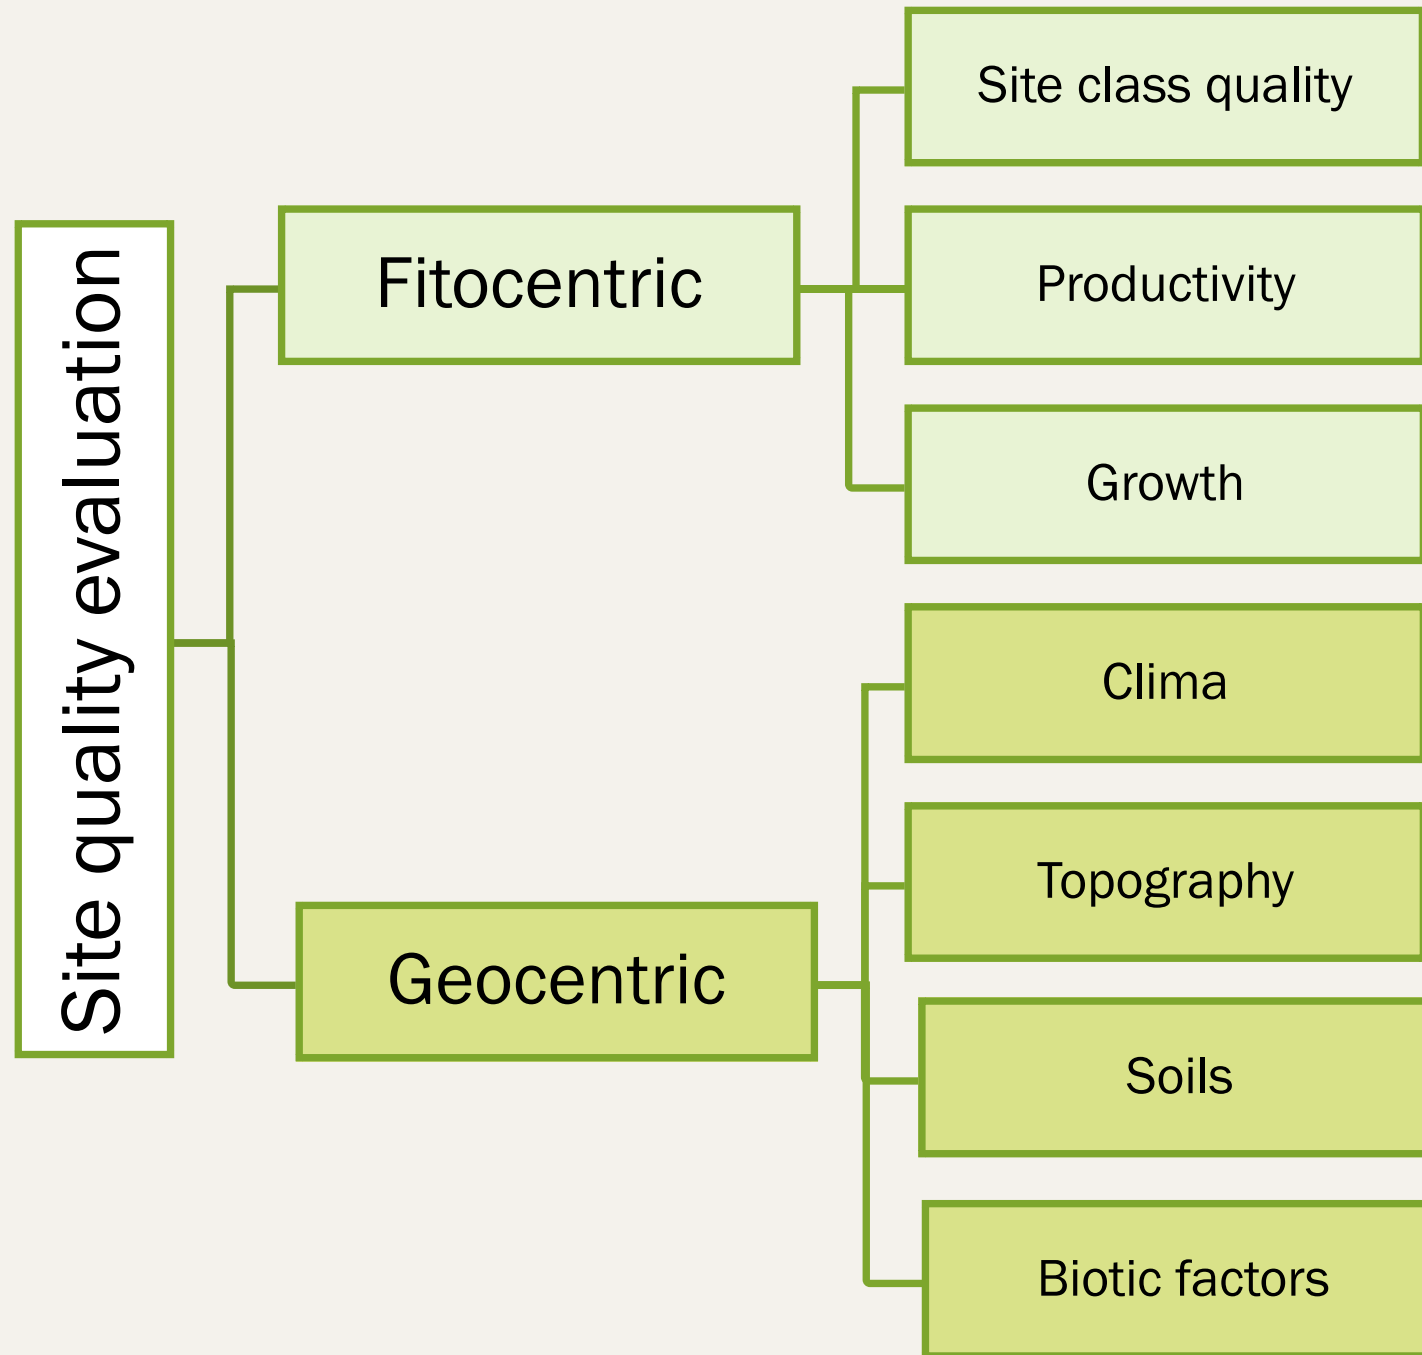 Site quality evaluation
Fitocentric
Site class quality
Productivity
Growth
Geocentric
Clima
Topography
Soils
Biotic factors